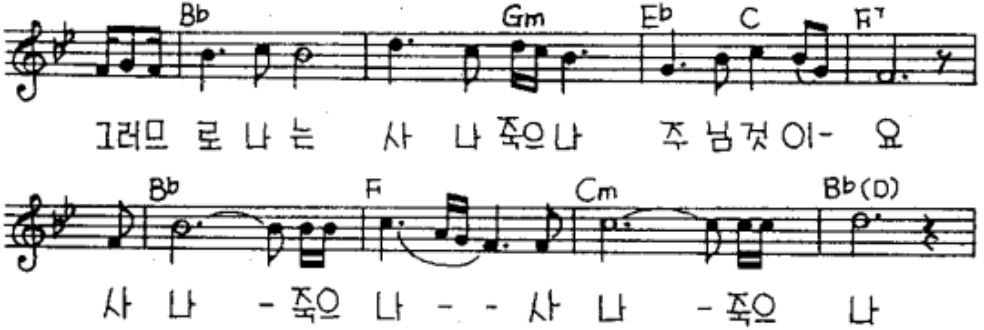 Bb Gm Eb C F7
그러므 로 나 는 사 나 죽으나 주 님 것 이- 요
Bb F Cm Bb(D)
사 나 - 죽으 나 - - 사 나 - 죽으 나